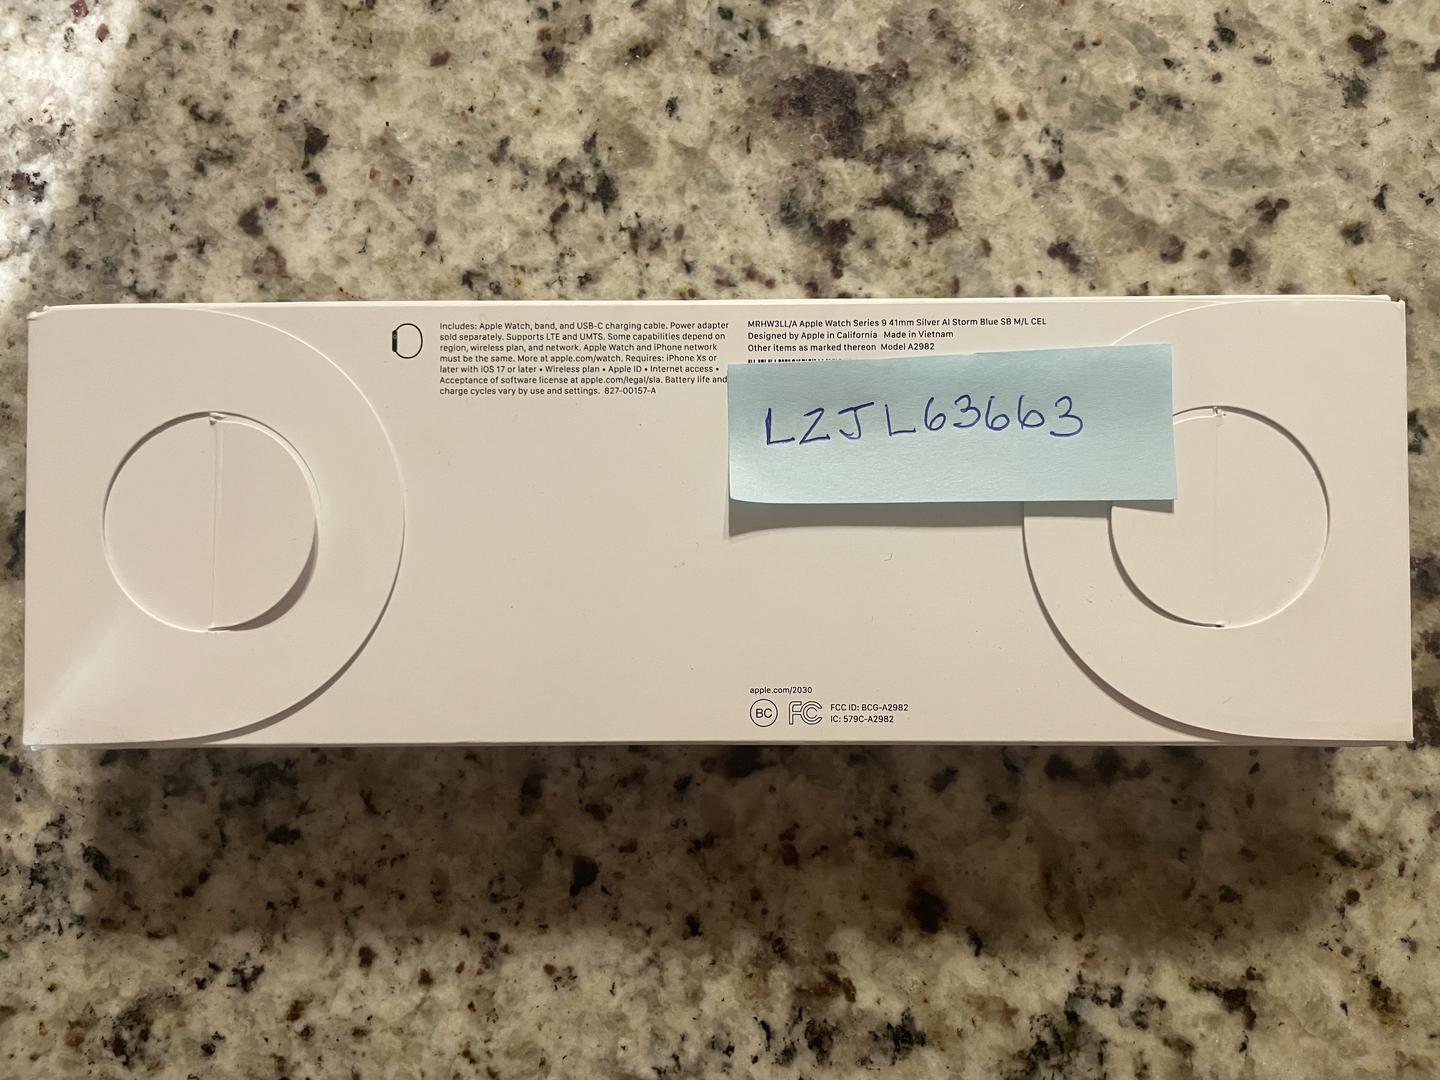 Includes: Apple Watch, band, and USB-C charging cable. Power adapter
sold separately. Supports LTE and UMTS. Some capabilities depend on
region, wireless plan, and network. Apple Watch and iPhone network
must be the same. More at apple.com/watch. Requires: iPhone Xs or
later with iOS 17 or later • Wireless plan • Apple ID • Internet access •
Acceptance of software license at apple.com/legal/sla. Battery life and
charge cycles vary by use and settings. 827-00157-A
MRHW3LL/A Apple Watch Series 9 41mm Silver Al Storm Blue SB M/L CEL
Designed by Apple in California Made in Vietnam
Other items as marked thereon Model A2982
LZJL63663
apple.com/2030
BC FC FCC ID: BCG-A2982
IC: 579C-A2982